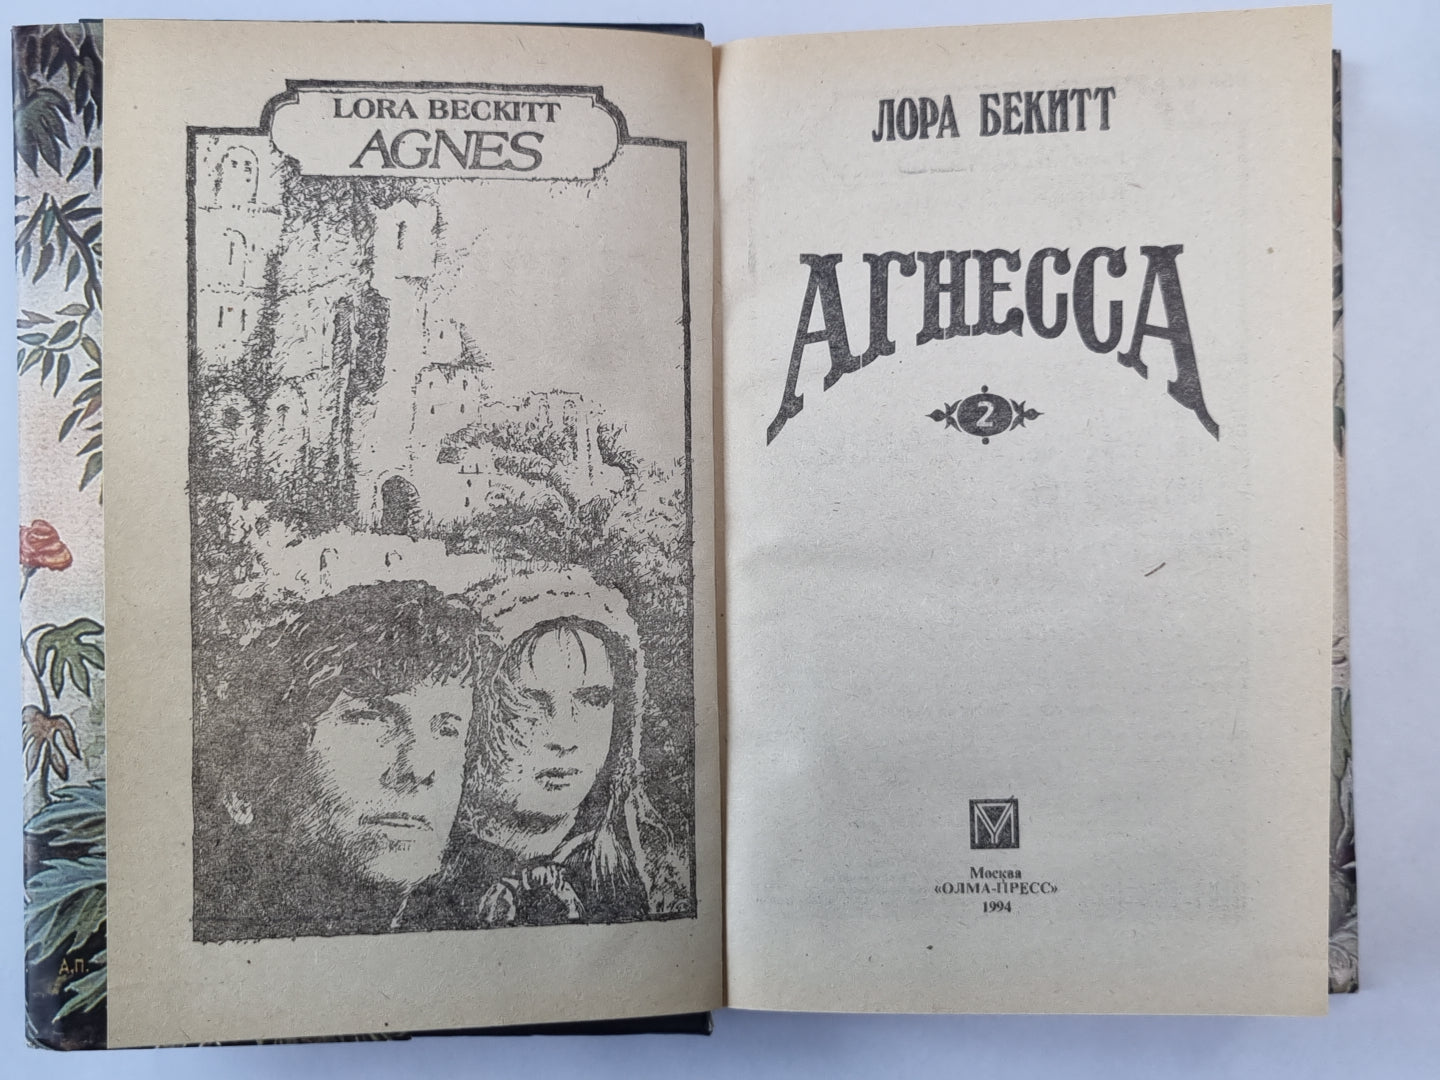 LORA BECKITT
AGNES
А.П.
ЛОРА БЕКИТТ
АГНЕССА
2
Москва
«ОЛМА-ПРЕСС»
1994